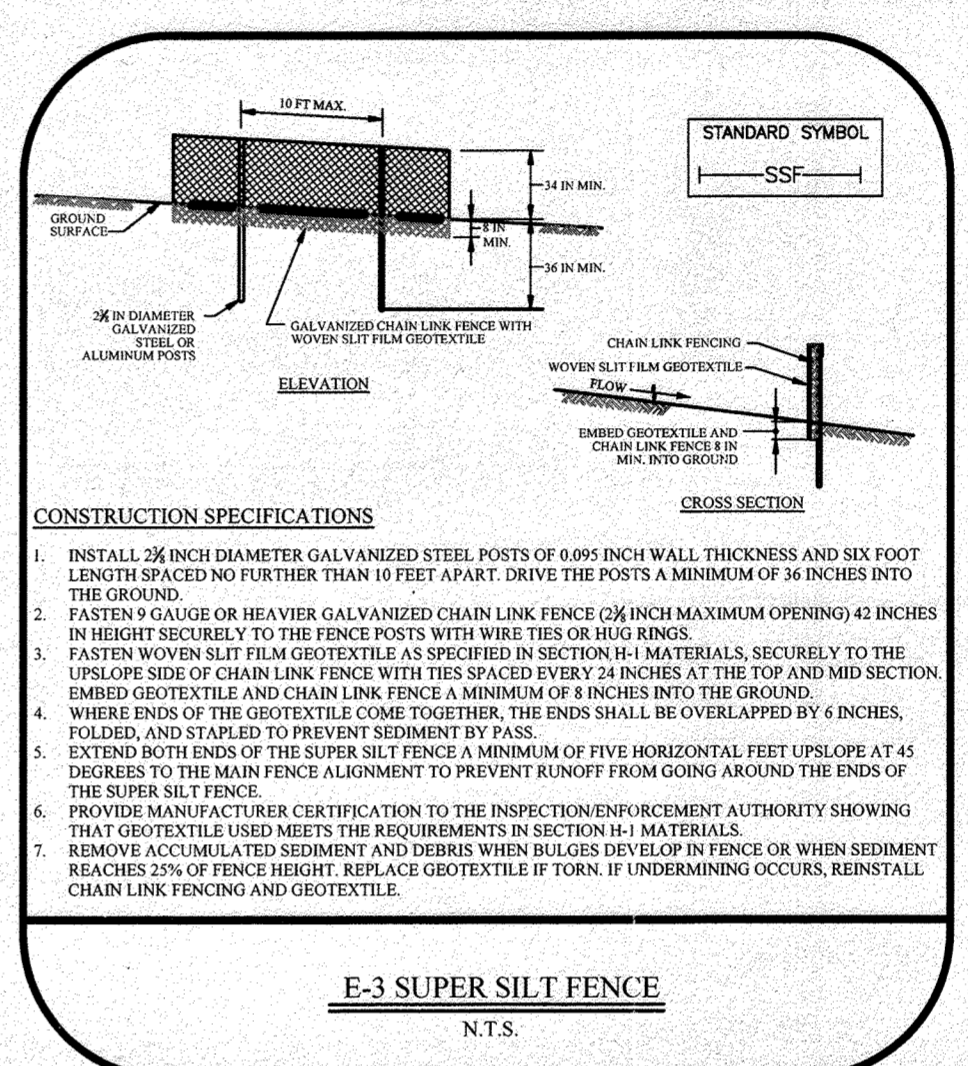 10 FT MAX.
STANDARD SYMBOL
SSF
34 IN MIN.
GROUND
SURFACE
8 IN
MIN.
36 IN MIN.
2⅜ IN DIAMETER
GALVANIZED
STEEL OR
ALUMINUM POSTS
GALVANIZED CHAIN LINK FENCE WITH
WOVEN SLIT FILM GEOTEXTILE
ELEVATION
CHAIN LINK FENCING
WOVEN SLIT FILM GEOTEXTILE
FLOW
EMBED GEOTEXTILE AND
CHAIN LINK FENCE 8 IN
MIN. INTO GROUND
CROSS SECTION
CONSTRUCTION SPECIFICATIONS
1. INSTALL 2⅜ INCH DIAMETER GALVANIZED STEEL POSTS OF 0.095 INCH WALL THICKNESS AND SIX FOOT
LENGTH SPACED NO FURTHER THAN 10 FEET APART. DRIVE THE POSTS A MINIMUM OF 36 INCHES INTO
THE GROUND.
2. FASTEN 9 GAUGE OR HEAVIER GALVANIZED CHAIN LINK FENCE (2⅜ INCH MAXIMUM OPENING) 42 INCHES
IN HEIGHT SECURELY TO THE FENCE POSTS WITH WIRE TIES OR HUG RINGS.
3. FASTEN WOVEN SLIT FILM GEOTEXTILE AS SPECIFIED IN SECTION H-1 MATERIALS, SECURELY TO THE
UPSLOPE SIDE OF CHAIN LINK FENCE WITH TIES SPACED EVERY 24 INCHES AT THE TOP AND MID SECTION.
EMBED GEOTEXTILE AND CHAIN LINK FENCE A MINIMUM OF 8 INCHES INTO THE GROUND.
4. WHERE ENDS OF THE GEOTEXTILE COME TOGETHER, THE ENDS SHALL BE OVERLAPPED BY 6 INCHES,
FOLDED, AND STAPLED TO PREVENT SEDIMENT BY PASS.
5. EXTEND BOTH ENDS OF THE SUPER SILT FENCE A MINIMUM OF FIVE HORIZONTAL FEET UPSLOPE AT 45
DEGREES TO THE MAIN FENCE ALIGNMENT TO PREVENT RUNOFF FROM GOING AROUND THE ENDS OF
THE SUPER SILT FENCE.
6. PROVIDE MANUFACTURER CERTIFICATION TO THE INSPECTION/ENFORCEMENT AUTHORITY SHOWING
THAT GEOTEXTILE USED MEETS THE REQUIREMENTS IN SECTION H-1 MATERIALS.
7. REMOVE ACCUMULATED SEDIMENT AND DEBRIS WHEN BULGES DEVELOP IN FENCE OR WHEN SEDIMENT
REACHES 25% OF FENCE HEIGHT. REPLACE GEOTEXTILE IF TORN. IF UNDERMINING OCCURS, REINSTALL
CHAIN LINK FENCING AND GEOTEXTILE.
E-3 SUPER SILT FENCE
N.T.S.